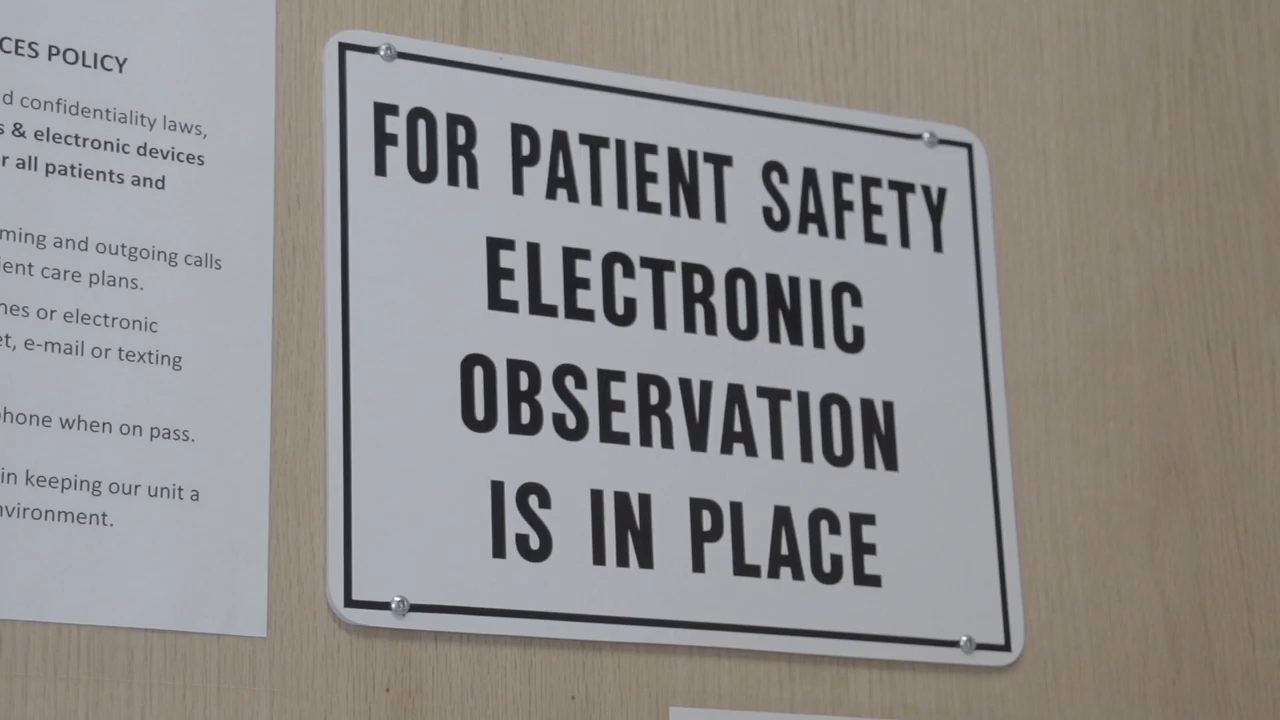 CES POLICY
d confidentiality laws,
s & electronic devices
r all patients and
ming and outgoing calls
ient care plans.
nes or electronic
et, e-mail or texting
phone when on pass.
in keeping our unit a
nvironment.
FOR PATIENT SAFETY
ELECTRONIC
OBSERVATION
IS IN PLACE